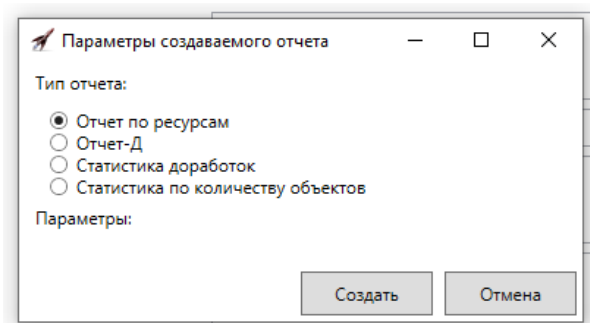 Параметры создаваемого отчета
Тип отчета:
Отчет по ресурсам
Отчет-Д
Статистика доработок
Статистика по количеству объектов
Параметры:
Создать
Отмена